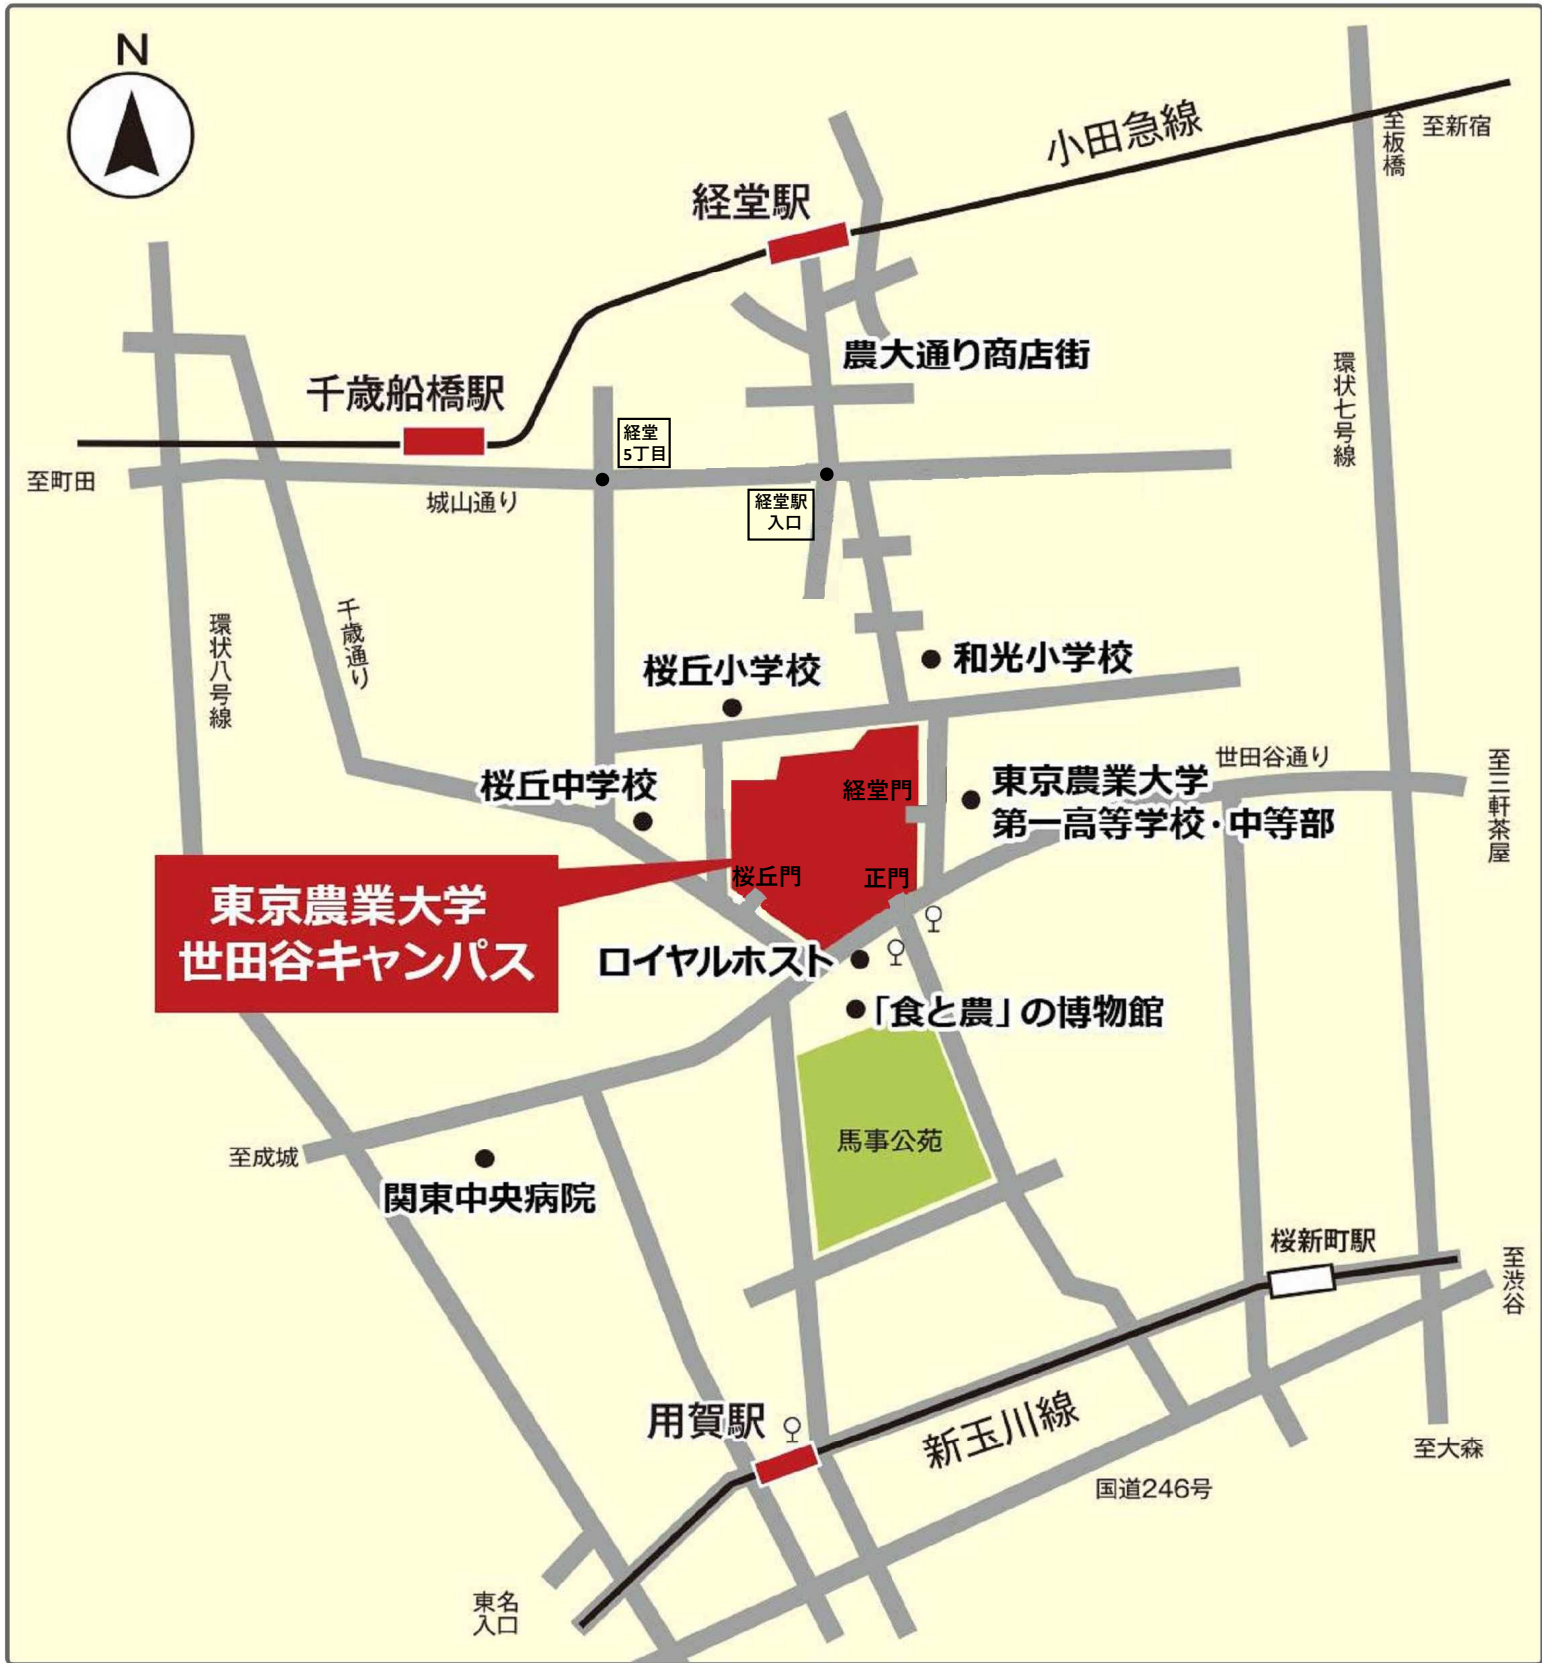 N
小田急線
至新宿
至板橋
経堂駅
農大通り商店街
環状七号線
千歳船橋駅
経堂
5丁目
至町田
城山通り
経堂駅
入口
千歳通り
環状八号線
桜丘小学校
和光小学校
世田谷通り
至三軒茶屋
桜丘中学校
経堂門
東京農業大学
第一高等学校・中等部
桜丘門
正門
東京農業大学
世田谷キャンパス
ロイヤルホスト
「食と農」の博物館
馬事公苑
至成城
関東中央病院
桜新町駅
至渋谷
用賀駅
新玉川線
至大森
国道246号
東名
入口